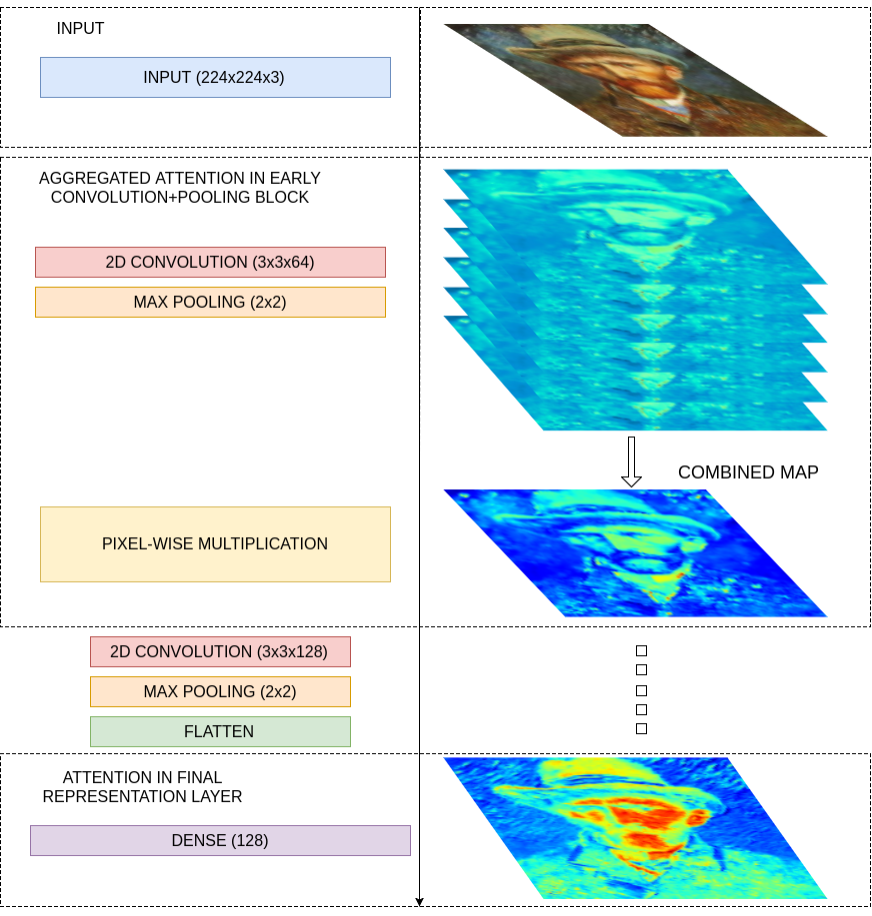 INPUT
INPUT (224x224x3)
AGGREGATED ATTENTION IN EARLY
CONVOLUTION+POOLING BLOCK
2D CONVOLUTION (3x3x64)
MAX POOLING (2x2)
COMBINED MAP
PIXEL-WISE MULTIPLICATION
2D CONVOLUTION (3x3x128)
MAX POOLING (2x2)
FLATTEN
ATTENTION IN FINAL
REPRESENTATION LAYER
DENSE (128)